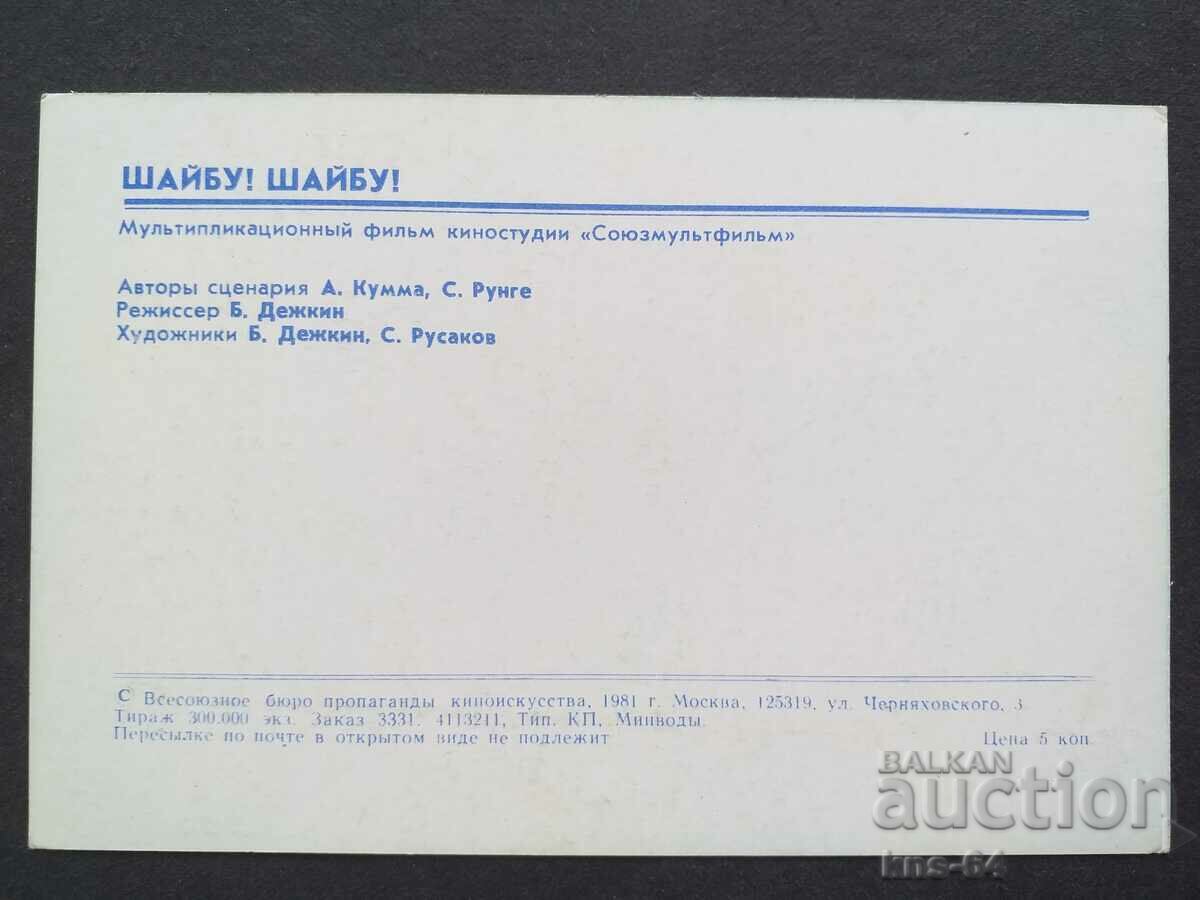 ШАЙБУ! ШАЙБУ!
Мультипликационный фильм киностудии «Союзмультфильм»
Авторы сценария А. Кумма, С. Рунге
Режиссер Б. Дежкин
Художники Б. Дежкин, С. Русаков
С Всесоюзное бюро пропаганды киноискусства, 1981 г. Москва, 125319, ул. Черняховского, 3
Тираж 300.000 экз. Заказ 3331. 4113211, Тип. КП, Минводы.
Пересылке по почте в открытом виде не подлежит Цена 5 коп.
BALKAN
auction
kns-64